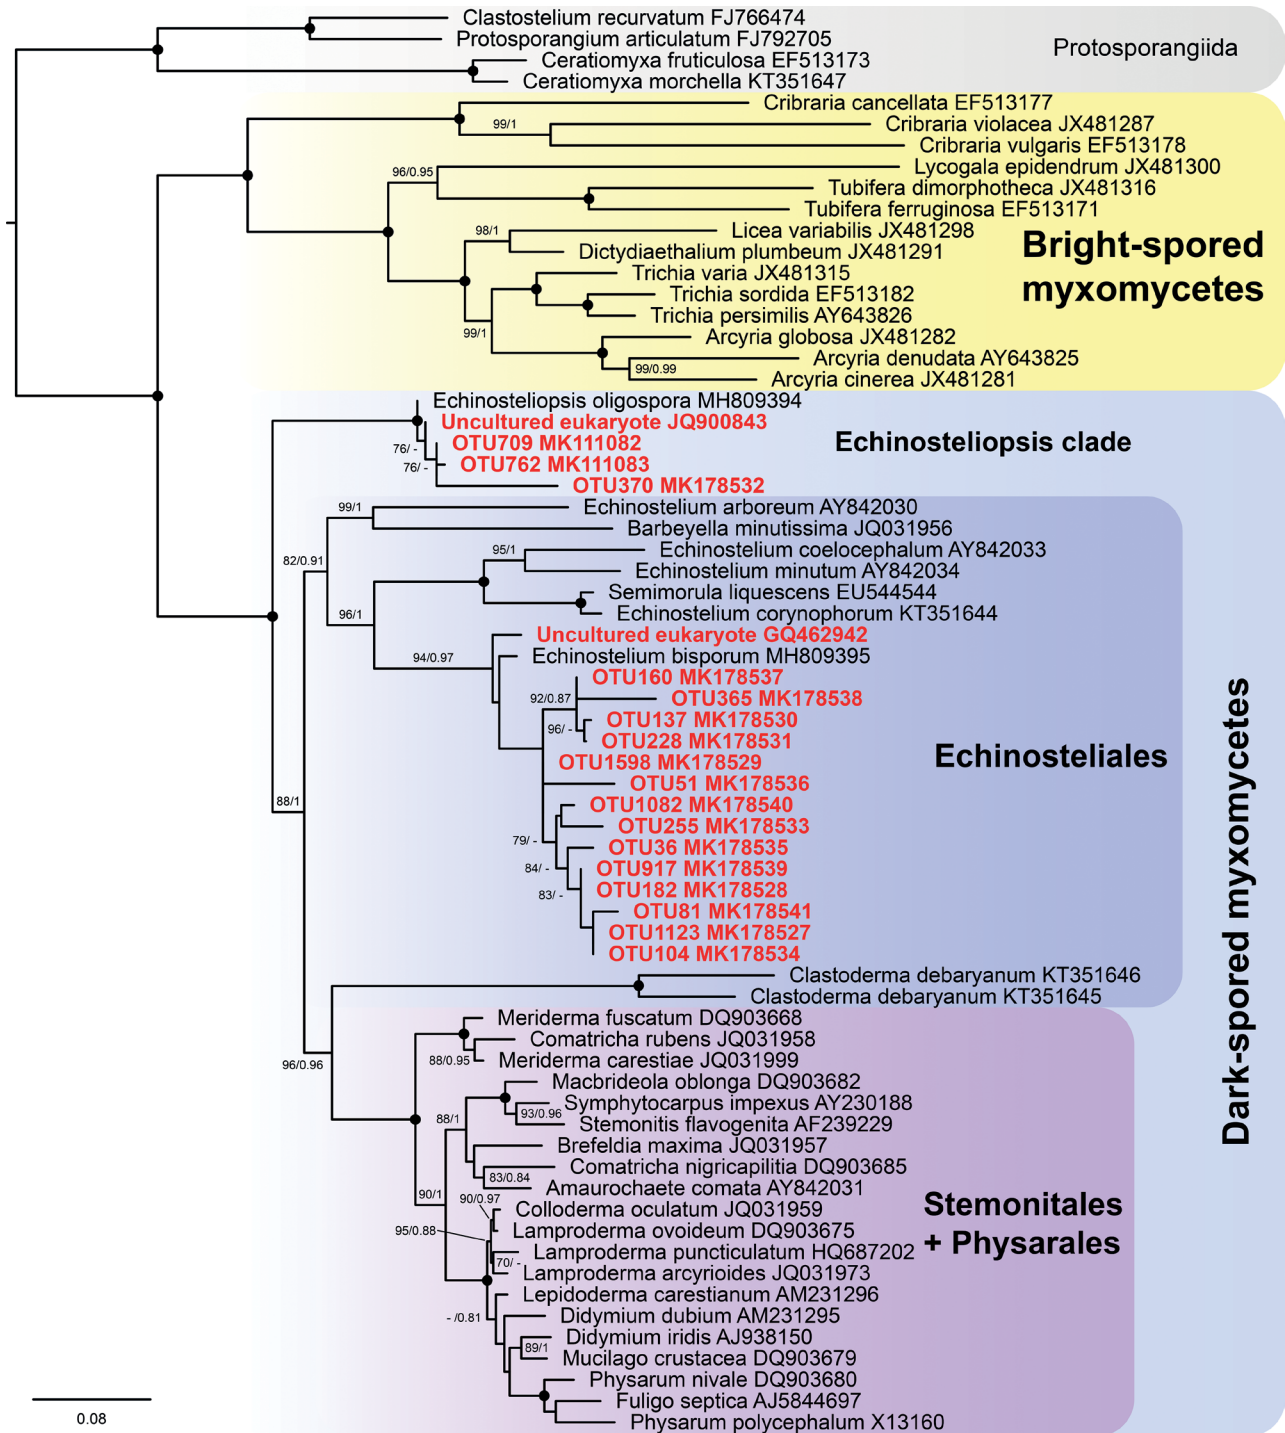 Clastostelium recurvatum FJ766474
Protosporangium articulatum FJ792705
Protosporangiida
Ceratiomyxa fruticulosa EF513173
Ceratiomyxa morchella KT351647
Cribraria cancellata EF513177
99/1
Cribraria violacea JX481287
Cribraria vulgaris EF513178
96/0.95
Lycogala epidendrum JX481300
Tubifera dimorphotheca JX481316
Tubifera ferruginosa EF513171
98/1
Licea variabilis JX481298
Dictydiaethalium plumbeum JX481291
Bright-spored
myxomycetes
Trichia varia JX481315
Trichia sordida EF513182
Trichia persimilis AY643826
99/1
Arcyria globosa JX481282
Arcyria denudata AY643825
99/0.99
Arcyria cinerea JX481281
Echinosteliopsis oligospora MH809394
Uncultured eukaryote JQ900843
Echinosteliopsis clade
76/ -
OTU709 MK111082
76/ -
OTU762 MK111083
OTU370 MK178532
99/1
Echinostelium arboreum AY842030
Barbeyella minutissima JQ031956
82/0.91
95/1
Echinostelium coelocephalum AY842033
Echinostelium minutum AY842034
Semimorula liquescens EU544544
96/1
Echinostelium corynophorum KT351644
Uncultured eukaryote GQ462942
94/0.97
Echinostelium bisporum MH809395
OTU160 MK178537
92/0.87
OTU365 MK178538
96/ -
OTU137 MK178530
OTU228 MK178531
Echinosteliales
OTU1598 MK178529
OTU51 MK178536
88/1
OTU1082 MK178540
OTU255 MK178533
79/ -
OTU36 MK178535
84/ -
OTU917 MK178539
83/ -
OTU182 MK178528
OTU81 MK178541
OTU1123 MK178527
OTU104 MK178534
Dark-spored myxomycetes
Clastoderma debaryanum KT351646
Clastoderma debaryanum KT351645
96/0.96
Meriderma fuscatum DQ903668
Comatricha rubens JQ031958
88/0.95
Meriderma carestiae JQ031999
Macbrideola oblonga DQ903682
88/1
Symphytocarpus impexus AY230188
93/0.96
Stemonitis flavogenita AF239229
Brefeldia maxima JQ031957
Comatricha nigricapilitia DQ903685
83/0.84
Amaurochaete comata AY842031
90/1
90/0.97
Colloderma oculatum JQ031959
95/0.88
Lamproderma ovoideum DQ903675
Stemonitales
+ Physarales
Lamproderma puncticulatum HQ687202
70/ -
Lamproderma arcyrioides JQ031973
Lepidoderma carestianum AM231296
- /0.81
Didymium dubium AM231295
Didymium iridis AJ938150
89/1
Mucilago crustacea DQ903679
Physarum nivale DQ903680
Fuligo septica AJ5844697
Physarum polycephalum X13160
0.08